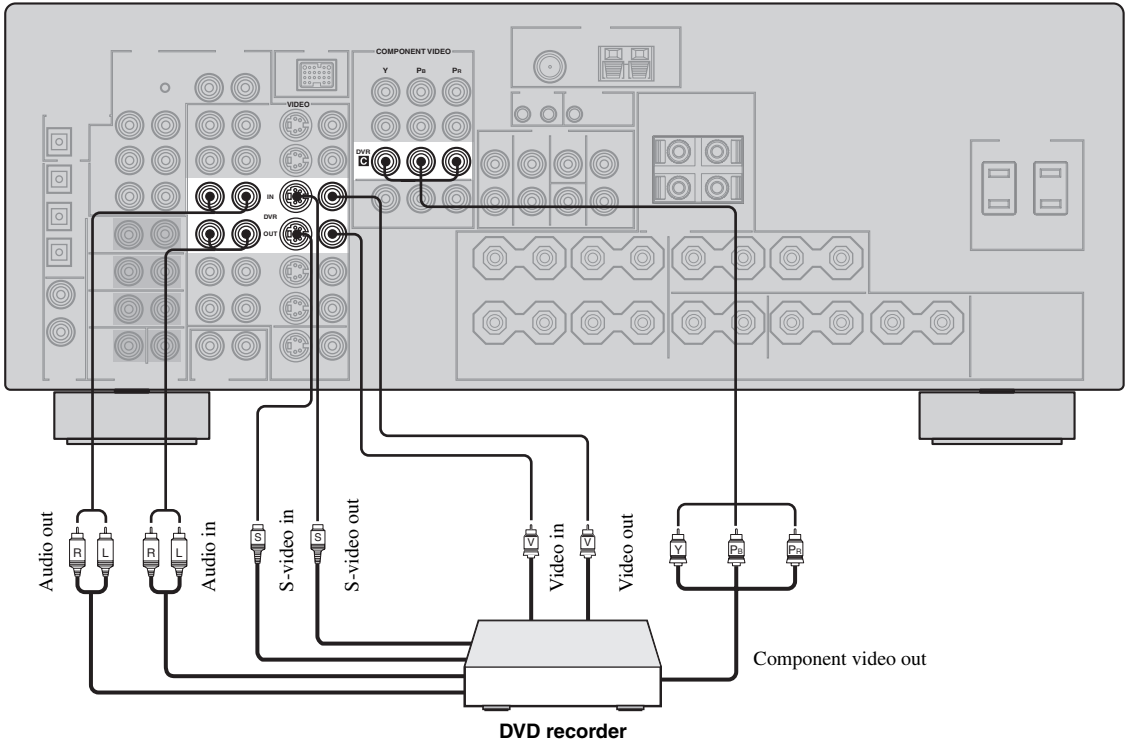 COMPONENT VIDEO
Y PB PR
VIDEO
DVR
C
IN
DVR
OUT
Audio out
R L
R L
Audio in
S
S-video in
S
S-video out
V
Video in
V
Video out
Y
PB
PR
Component video out
DVD recorder